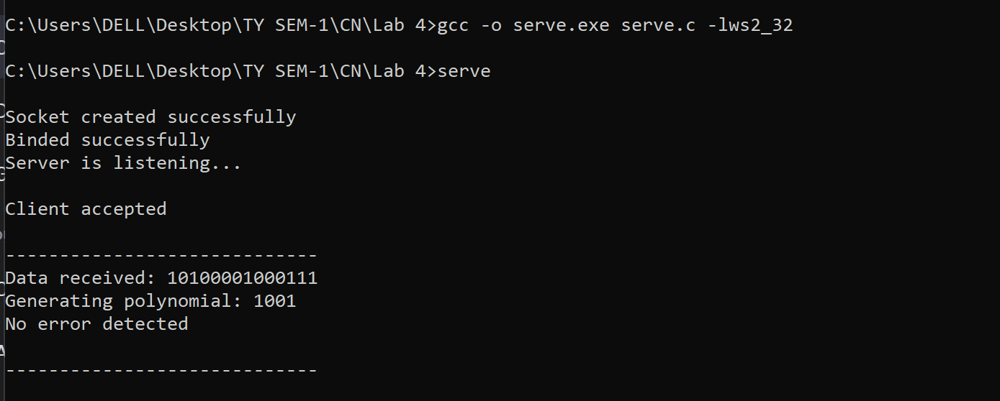 C:\Users\DELL\Desktop\TY SEM-1\CN\Lab 4>gcc -o serve.exe serve.c -lws2_32
C:\Users\DELL\Desktop\TY SEM-1\CN\Lab 4>serve
Socket created successfully
Binded successfully
Server is listening...
Client accepted
-----------------------------
Data received: 10100001000111
Generating polynomial: 1001
No error detected
-----------------------------